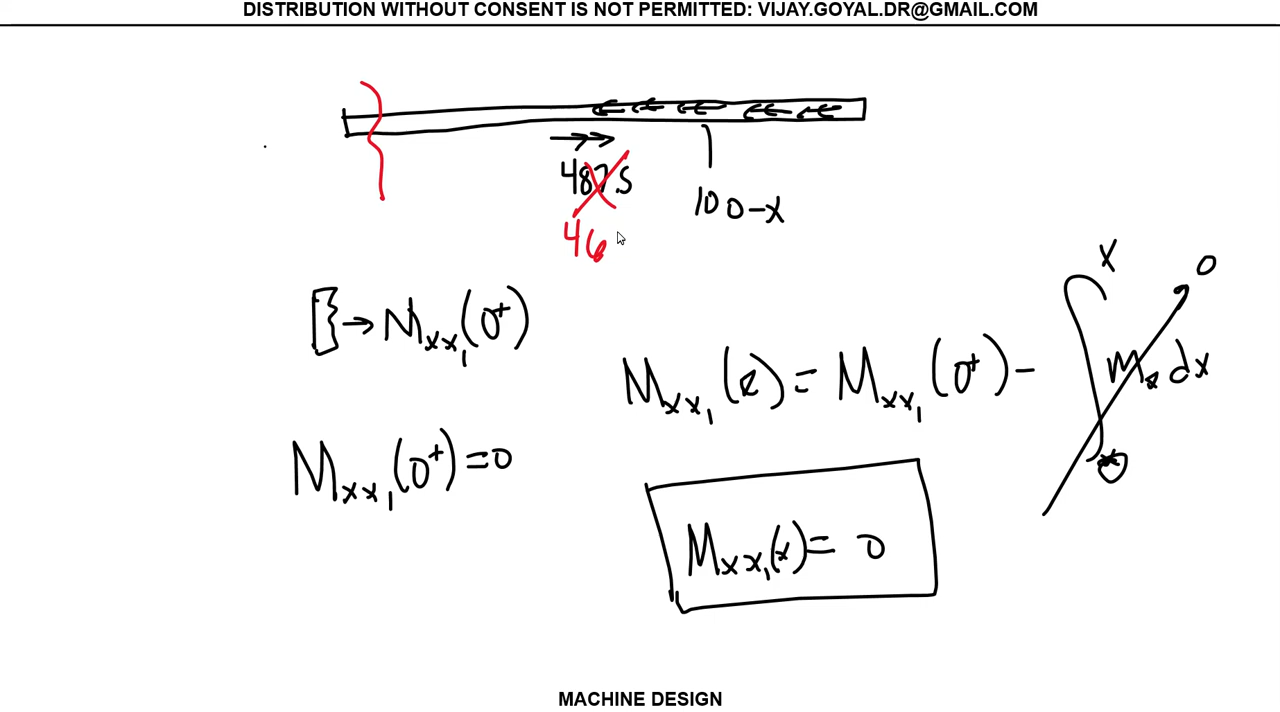 DISTRIBUTION WITHOUT CONSENT IS NOT PERMITTED: VIJAY.GOYAL.DR@GMAIL.COM
487.5
100-x
46
→ Mxx₁(0⁺)
x
0
Mxx₁(x) = Mxx₁(0⁺) - ∫ mx dx
0
Mxx₁(0⁺) = 0
Mxx₁(x) = 0
MACHINE DESIGN